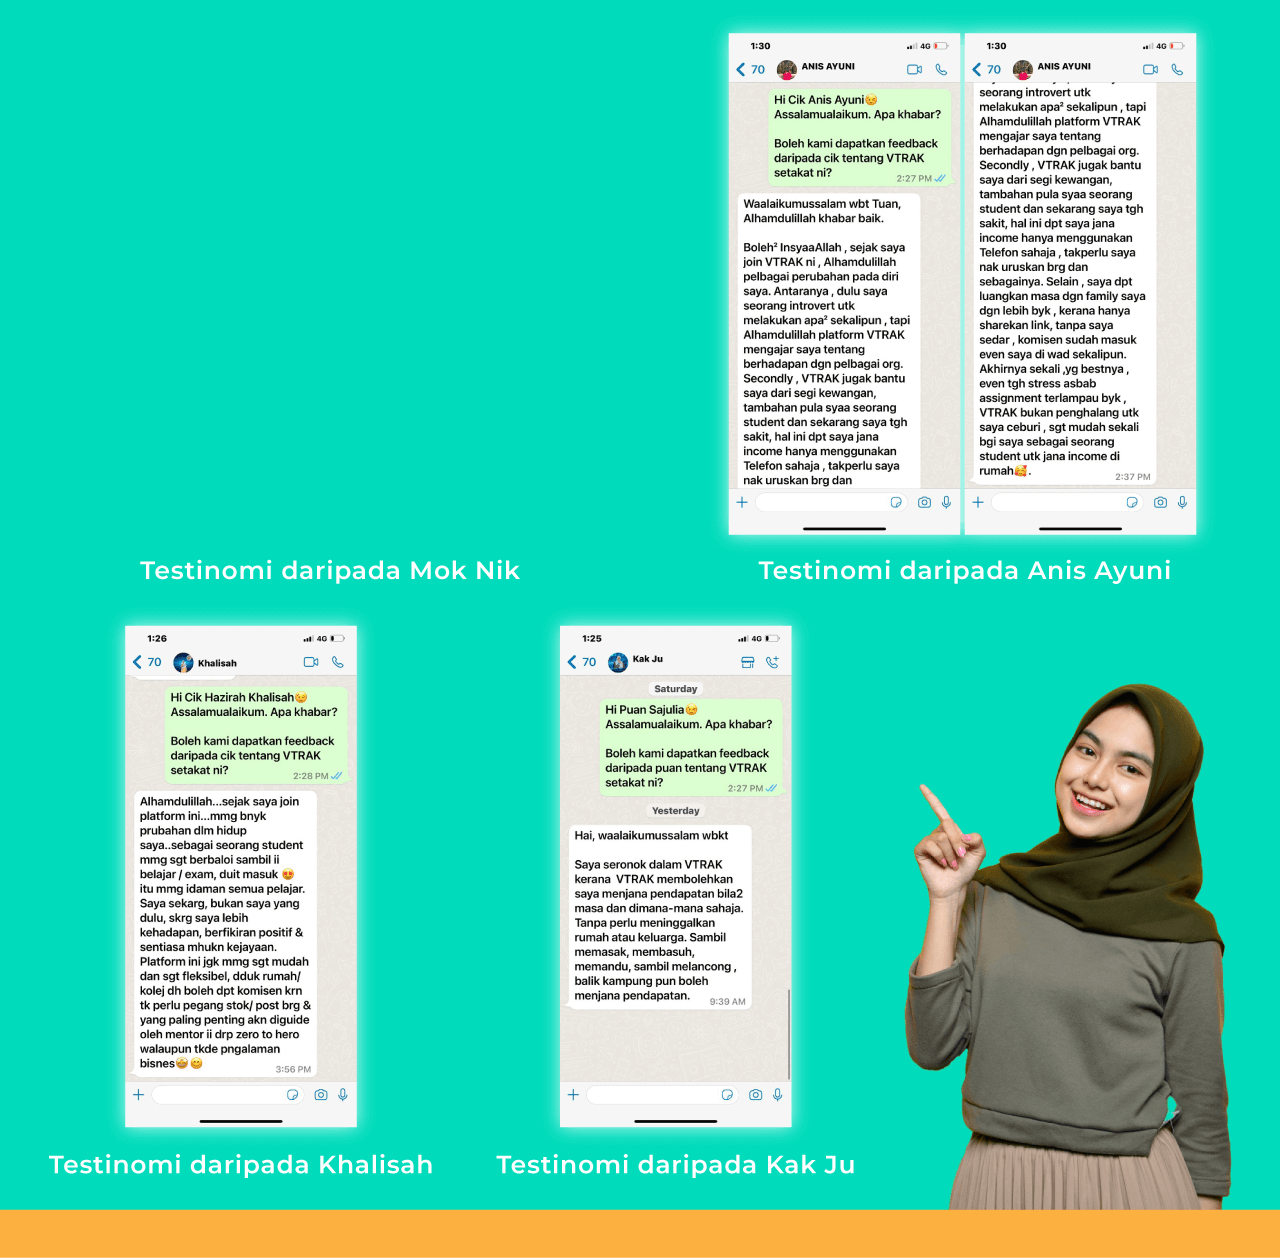 1:30
4G
70
ANIS AYUNI
Hi Cik Anis Ayuni😉
Assalamualaikum. Apa khabar?
Boleh kami dapatkan feedback
daripada cik tentang VTRAK
setakat ni?
2:27 PM
Waalaikumussalam wbt Tuan,
Alhamdulillah khabar baik.
Boleh² InsyaaAllah , sejak saya
join VTRAK ni , Alhamdulillah
pelbagai perubahan pada diri
saya. Antaranya , dulu saya
seorang introvert utk
melakukan apa² sekalipun , tapi
Alhamdulillah platform VTRAK
mengajar saya tentang
berhadapan dgn pelbagai org.
Secondly , VTRAK jugak bantu
saya dari segi kewangan,
tambahan pula syaa seorang
student dan sekarang saya tgh
sakit, hal ini dpt saya jana
income hanya menggunakan
Telefon sahaja , takperlu saya
nak uruskan brg dan
1:30
4G
70
ANIS AYUNI
seorang introvert utk
melakukan apa² sekalipun , tapi
Alhamdulillah platform VTRAK
mengajar saya tentang
berhadapan dgn pelbagai org.
Secondly , VTRAK jugak bantu
saya dari segi kewangan,
tambahan pula syaa seorang
student dan sekarang saya tgh
sakit, hal ini dpt saya jana
income hanya menggunakan
Telefon sahaja , takperlu saya
nak uruskan brg dan
sebagainya. Selain , saya dpt
luangkan masa dgn family saya
dgn lebih byk , kerana hanya
sharekan link, tanpa saya
sedar , komisen sudah masuk
even saya di wad sekalipun.
Akhirnya sekali ,yg bestnya ,
even tgh stress asbab
assignment terlampau byk ,
VTRAK bukan penghalang utk
saya ceburi , sgt mudah sekali
bgi saya sebagai seorang
student utk jana income di
rumah🥰.
2:37 PM
Testinomi daripada Mok Nik
Testinomi daripada Anis Ayuni
1:26
4G
70
Khalisah
Hi Cik Hazirah Khalisah😉
Assalamualaikum. Apa khabar?
Boleh kami dapatkan feedback
daripada cik tentang VTRAK
setakat ni?
2:28 PM
Alhamdulillah...sejak saya join
platform ini...mmg bnyk
prubahan dlm hidup
saya..sebagai seorang student
mmg sgt berbaloi sambil ii
belajar / exam, duit masuk 😍
itu mmg idaman semua pelajar.
Saya sekarg, bukan saya yang
dulu, skrg saya lebih
kehadapan, berfikiran positif &
sentiasa mhukn kejayaan.
Platform ini jgk mmg sgt mudah
dan sgt fleksibel, dduk rumah/
kolej dh boleh dpt komisen krn
tk perlu pegang stok/ post brg &
yang paling penting akn diguide
oleh mentor ii drp zero to hero
walaupun tkde pngalaman
bisnes🤩😊
3:56 PM
1:25
4G
70
Kak Ju
Saturday
Hi Puan Sajulia😉
Assalamualaikum. Apa khabar?
Boleh kami dapatkan feedback
daripada puan tentang VTRAK
setakat ni?
2:27 PM
Yesterday
Hai, waalaikumussalam wbkt
Saya seronok dalam VTRAK
kerana  VTRAK membolehkan
saya menjana pendapatan bila2
masa dan dimana-mana sahaja.
Tanpa perlu meninggalkan
rumah atau keluarga. Sambil
memasak, membasuh,
memandu, sambil melancong ,
balik kampung pun boleh
menjana pendapatan.
9:39 AM
Testinomi daripada Khalisah
Testinomi daripada Kak Ju